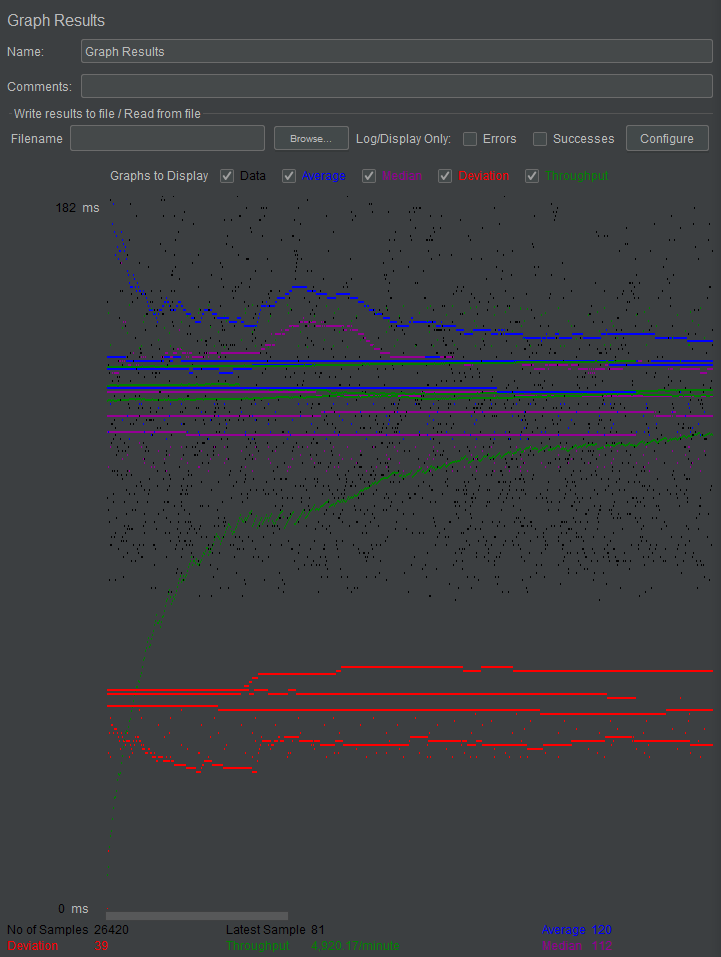 Graph Results
Name: Graph Results
Comments:
Write results to file / Read from file
Filename Browse... Log/Display Only: Errors Successes Configure
Graphs to Display Data Average Median Deviation Throughput
182 ms
0 ms
No of Samples 26420 Latest Sample 81 Average 120
Deviation 39 Throughput 4,920.17/minute Median